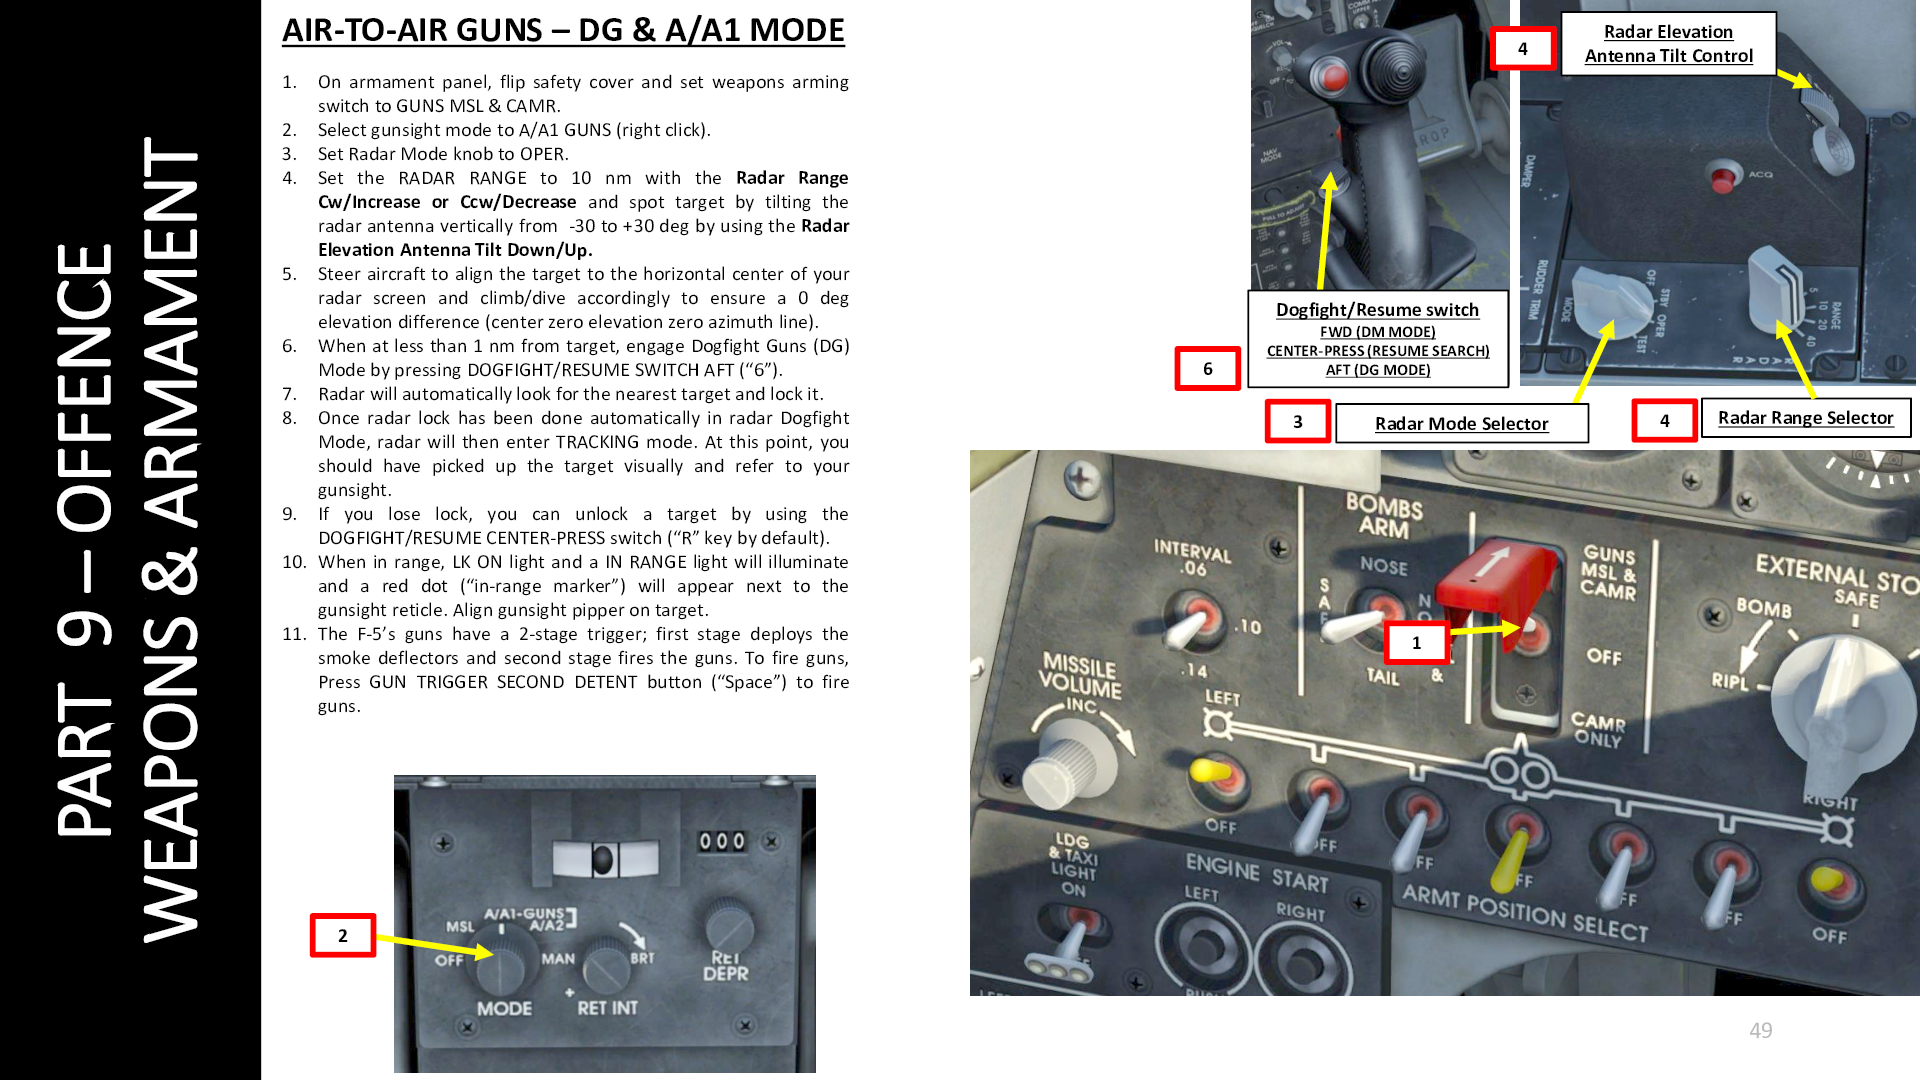 PART 9 – OFFENCE
WEAPONS & ARMAMENT
AIR-TO-AIR GUNS – DG & A/A1 MODE
1. On armament panel, flip safety cover and set weapons arming
switch to GUNS MSL & CAMR.
2. Select gunsight mode to A/A1 GUNS (right click).
3. Set Radar Mode knob to OPER.
4. Set the RADAR RANGE to 10 nm with the Radar Range
Cw/Increase or Ccw/Decrease and spot target by tilting the
radar antenna vertically from -30 to +30 deg by using the Radar
Elevation Antenna Tilt Down/Up.
5. Steer aircraft to align the target to the horizontal center of your
radar screen and climb/dive accordingly to ensure a 0 deg
elevation difference (center zero elevation zero azimuth line).
6. When at less than 1 nm from target, engage Dogfight Guns (DG)
Mode by pressing DOGFIGHT/RESUME SWITCH AFT (“6”).
7. Radar will automatically look for the nearest target and lock it.
8. Once radar lock has been done automatically in radar Dogfight
Mode, radar will then enter TRACKING mode. At this point, you
should have picked up the target visually and refer to your
gunsight.
9. If you lose lock, you can unlock a target by using the
DOGFIGHT/RESUME CENTER-PRESS switch (“R” key by default).
10. When in range, LK ON light and a IN RANGE light will illuminate
and a red dot (“in-range marker”) will appear next to the
gunsight reticle. Align gunsight pipper on target.
11. The F-5’s guns have a 2-stage trigger; first stage deploys the
smoke deflectors and second stage fires the guns. To fire guns,
Press GUN TRIGGER SECOND DETENT button (“Space”) to fire
guns.
2
000
A/A1-GUNS
MSL A/A2
OFF MAN BRT
RET
DEPR
MODE RET INT
NAV
MODE
PULL TO ADJUST
Dogfight/Resume switch
FWD (DM MODE)
CENTER-PRESS (RESUME SEARCH)
AFT (DG MODE)
6
4
Radar Elevation
Antenna Tilt Control
ACQ
DAMPER
RUDDER TRIM
MODE
OFF STBY OPER TEST
5 10 20 40
RANGE
RADAR
3
Radar Mode Selector
4
Radar Range Selector
BOMBS
ARM
INTERVAL
.06
.10
.14
NOSE
SAF
TAIL
&
1
GUNS
MSL &
CAMR
OFF
CAMR
ONLY
EXTERNAL STO
SAFE
BOMB
RIPL
MISSILE
VOLUME
INC
LEFT
RIGHT
OFF
OFF
LDG
& TAXI
LIGHT
ON
ENGINE START
LEFT
RIGHT
ARMT POSITION SELECT
49